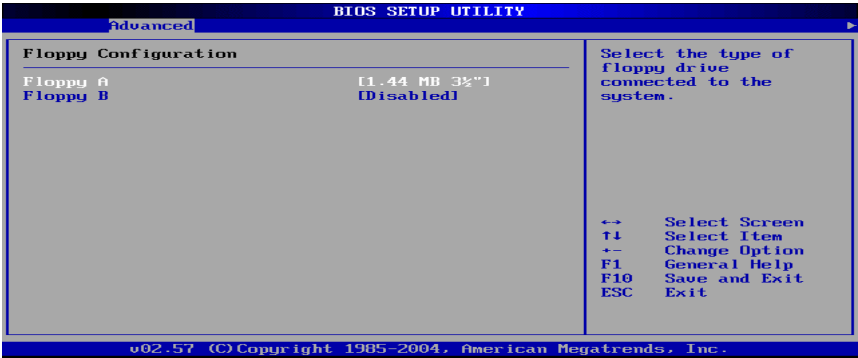 BIOS SETUP UTILITY
Advanced
Floppy Configuration
Floppy A [1.44 MB 3½"]
Floppy B [Disabled]
Select the type of
floppy drive
connected to the
system.
↔ Select Screen
↑↓ Select Item
+- Change Option
F1 General Help
F10 Save and Exit
ESC Exit
v02.57 (C)Copyright 1985-2004, American Megatrends, Inc.